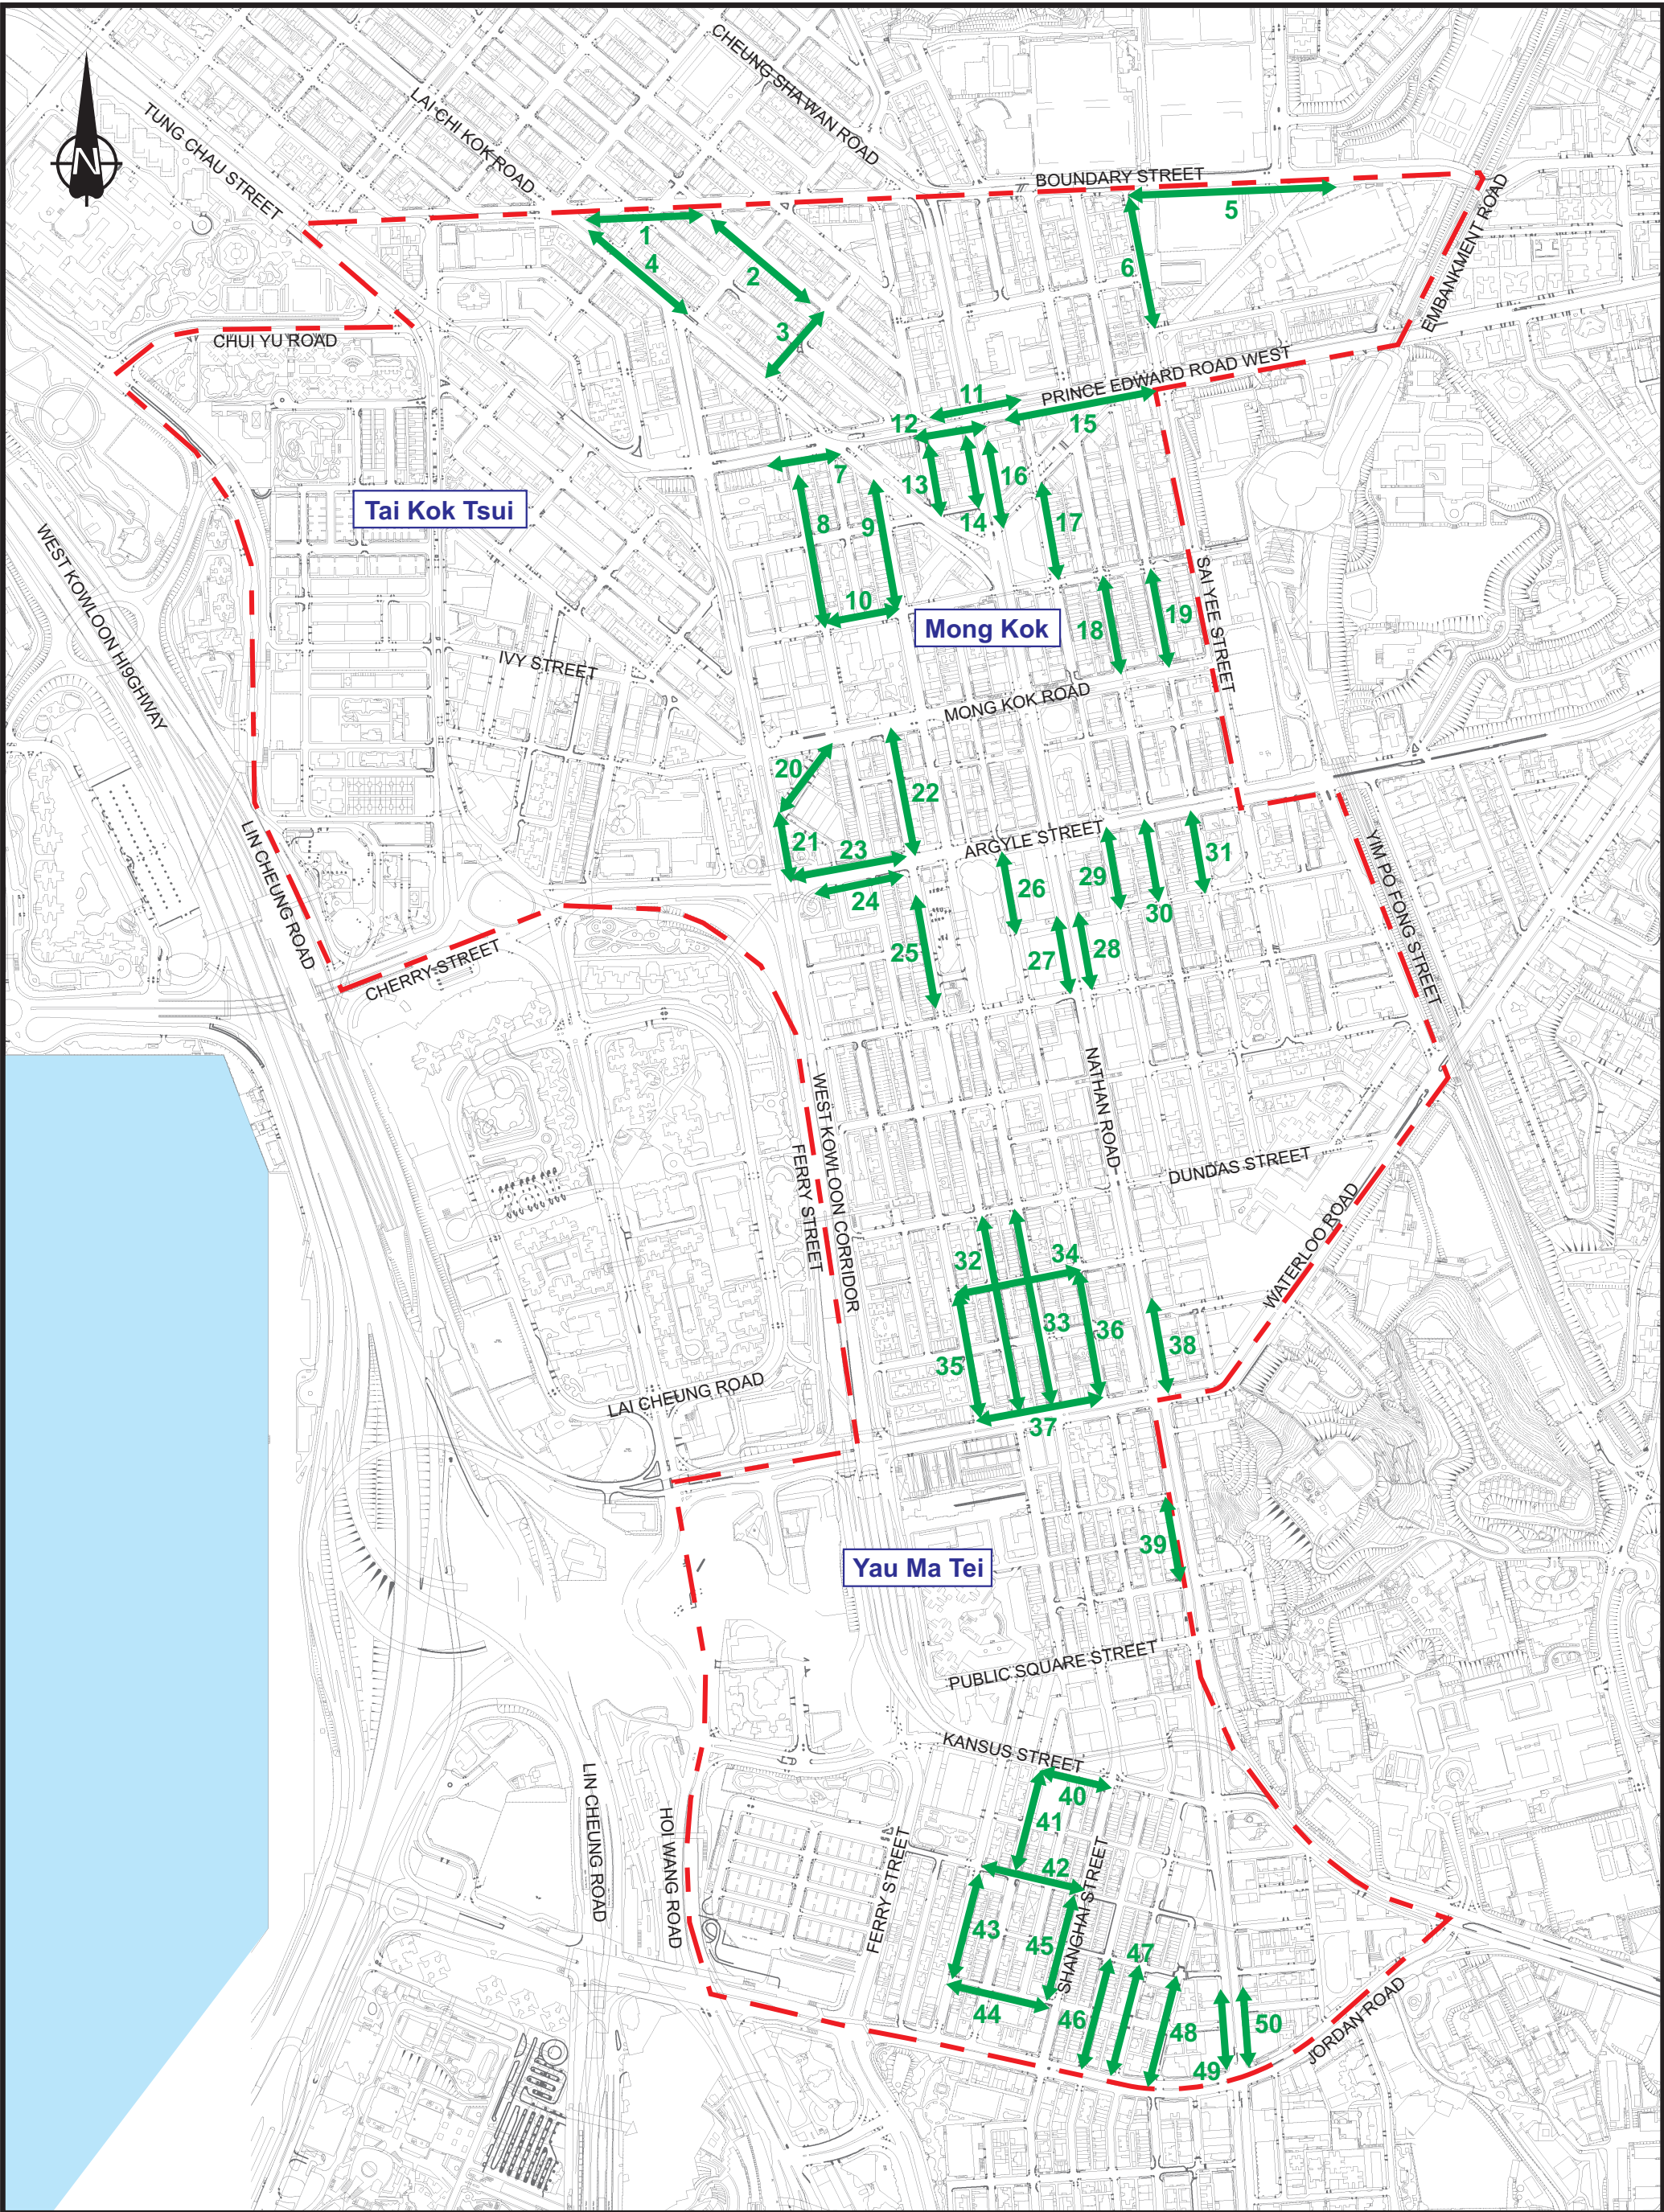 CHEUNG SHA WAN ROAD
LAI CHI KOK ROAD
TUNG CHAU STREET
N
BOUNDARY STREET
5
EMBANKMENT ROAD
1
4
2
6
3
CHUI YU ROAD
PRINCE EDWARD ROAD WEST
11
12
15
7
13
16
Tai Kok Tsui
8
9
14
17
WEST KOWLOON HI9GHWAY
SAI YEE STREET
10
Mong Kok
18
19
IVY STREET
MONG KOK ROAD
20
22
21
23
ARGYLE STREET
31
LIN CHEUNG ROAD
24
26
29
30
YIM PO FONG STREET
25
27
28
CHERRY STREET
NATHAN ROAD
WEST KOWLOON CORRIDOR
FERRY STREET
DUNDAS STREET
WATERLOO ROAD
32
34
33
36
38
35
LAI CHEUNG ROAD
37
39
Yau Ma Tei
PUBLIC SQUARE STREET
KANSUS STREET
40
41
LIN CHEUNG ROAD
HOI WANG ROAD
FERRY STREET
42
SHANGHAI STREET
43
45
47
44
46
48
50
49
JORDAN ROAD